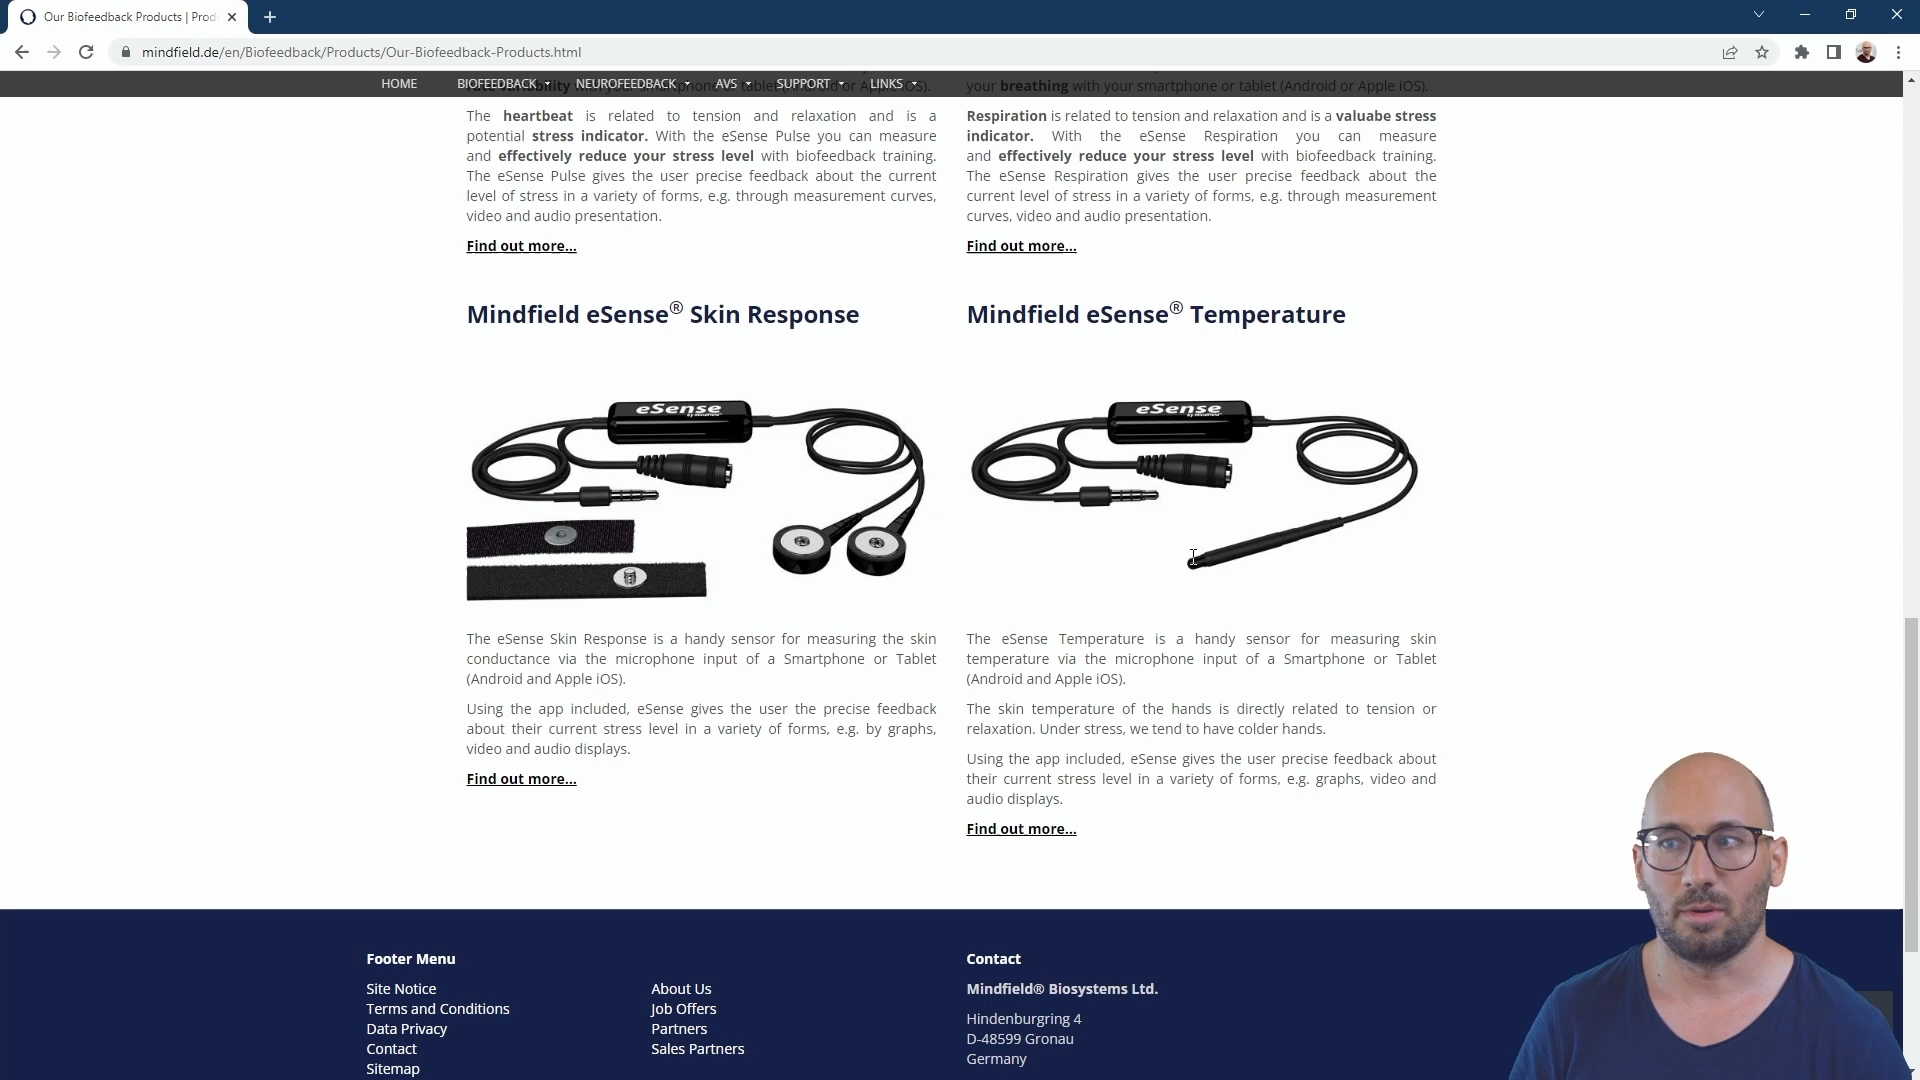 Our Biofeedback Products | Prod
mindfield.de/en/Biofeedback/Products/Our-Biofeedback-Products.html
HOME BIOFEEDBACK NEUROFEEDBACK AVS SUPPORT LINKS
your breathing with your smartphone or tablet (Android or Apple iOS).
The heartbeat is related to tension and relaxation and is a
potential stress indicator. With the eSense Pulse you can measure
and effectively reduce your stress level with biofeedback training.
The eSense Pulse gives the user precise feedback about the current
level of stress in a variety of forms, e.g. through measurement curves,
video and audio presentation.
Find out more...
Respiration is related to tension and relaxation and is a valuabe stress
indicator. With the eSense Respiration you can measure
and effectively reduce your stress level with biofeedback training.
The eSense Respiration gives the user precise feedback about the
current level of stress in a variety of forms, e.g. through measurement
curves, video and audio presentation.
Find out more...
Mindfield eSense® Skin Response
eSense
by Mindfield
The eSense Skin Response is a handy sensor for measuring the skin
conductance via the microphone input of a Smartphone or Tablet
(Android and Apple iOS).
Using the app included, eSense gives the user the precise feedback
about their current stress level in a variety of forms, e.g. by graphs,
video and audio displays.
Find out more...
Mindfield eSense® Temperature
eSense
by Mindfield
The eSense Temperature is a handy sensor for measuring skin
temperature via the microphone input of a Smartphone or Tablet
(Android and Apple iOS).
The skin temperature of the hands is directly related to tension or
relaxation. Under stress, we tend to have colder hands.
Using the app included, eSense gives the user precise feedback about
their current stress level in a variety of forms, e.g. graphs, video and
audio displays.
Find out more...
Footer Menu
Site Notice
Terms and Conditions
Data Privacy
Contact
Sitemap
About Us
Job Offers
Partners
Sales Partners
Contact
Mindfield® Biosystems Ltd.
Hindenburgring 4
D-48599 Gronau
Germany